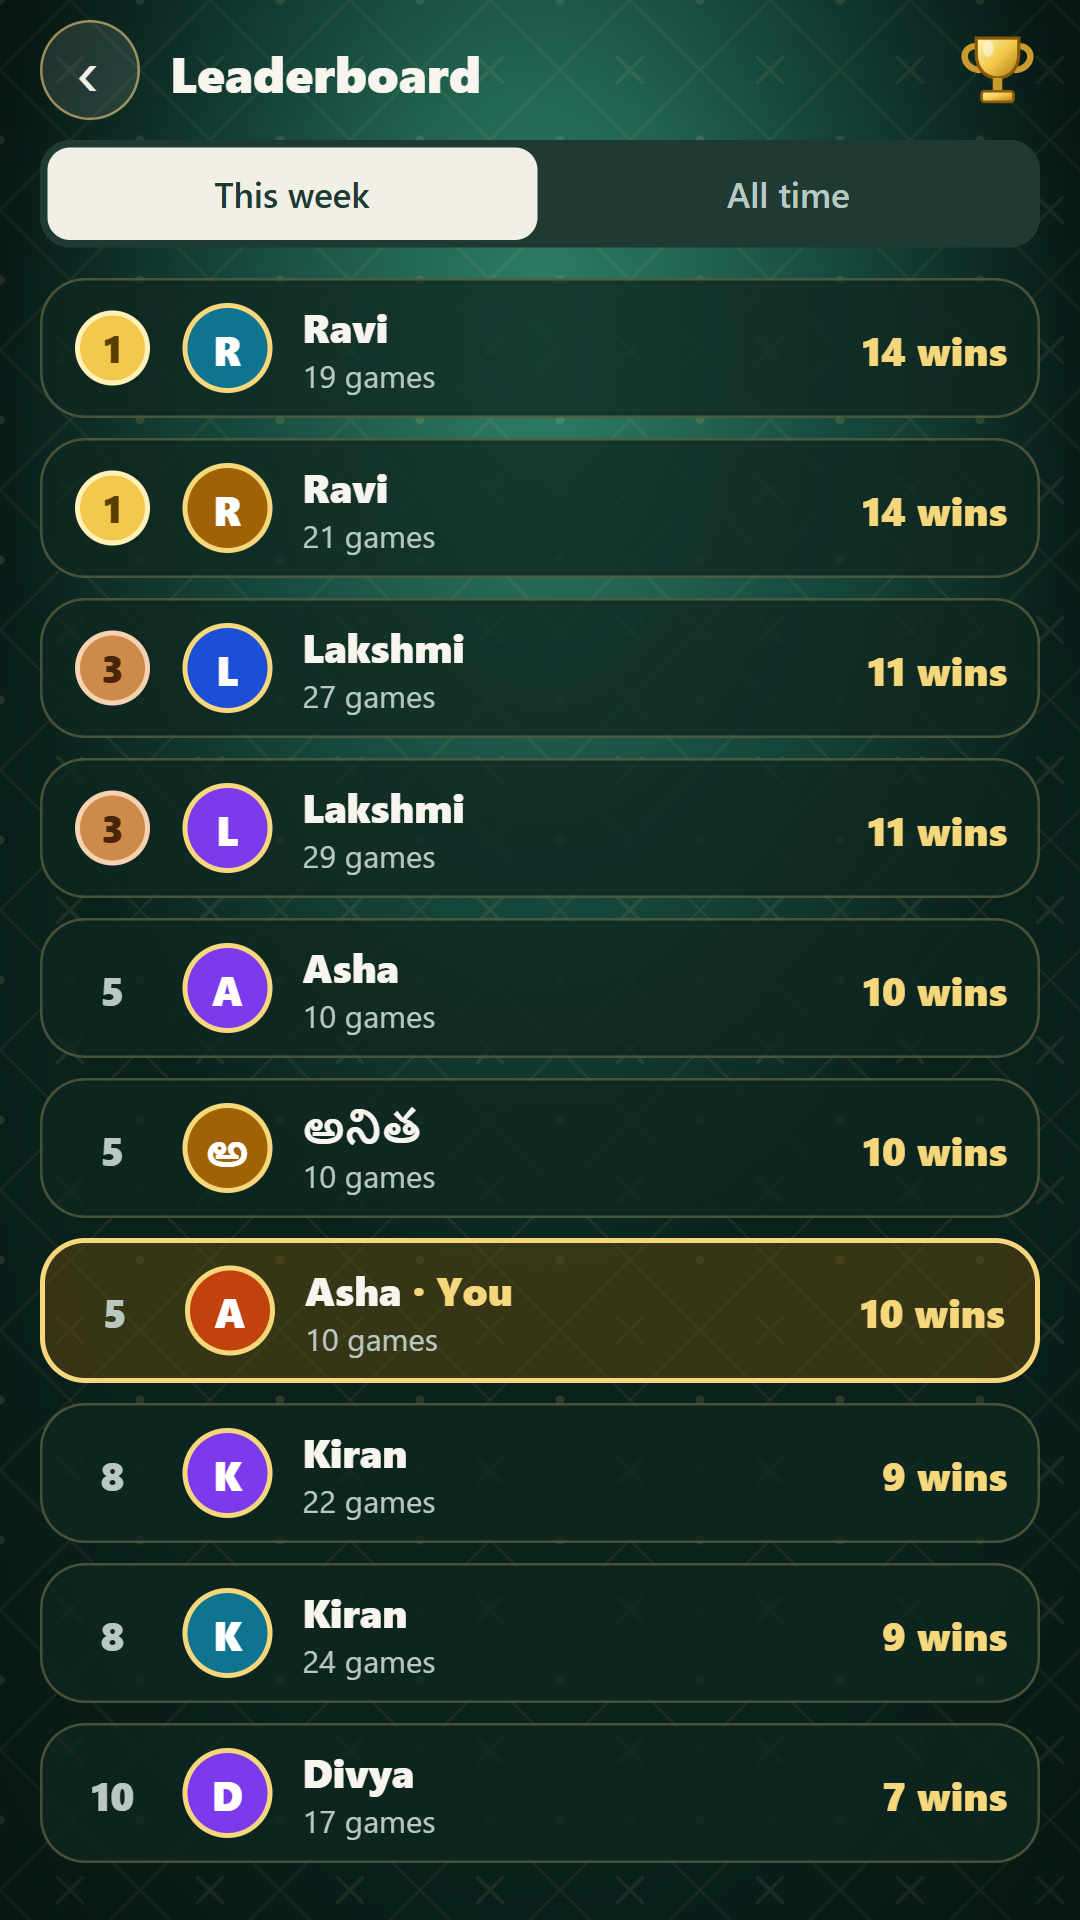 ‹
Leaderboard
This week
All time
1
R
Ravi
19 games
14 wins
1
R
Ravi
21 games
14 wins
3
L
Lakshmi
27 games
11 wins
3
L
Lakshmi
29 games
11 wins
5
A
Asha
10 games
10 wins
5
అ
అనిత
10 games
10 wins
5
A
Asha · You
10 games
10 wins
8
K
Kiran
22 games
9 wins
8
K
Kiran
24 games
9 wins
10
D
Divya
17 games
7 wins